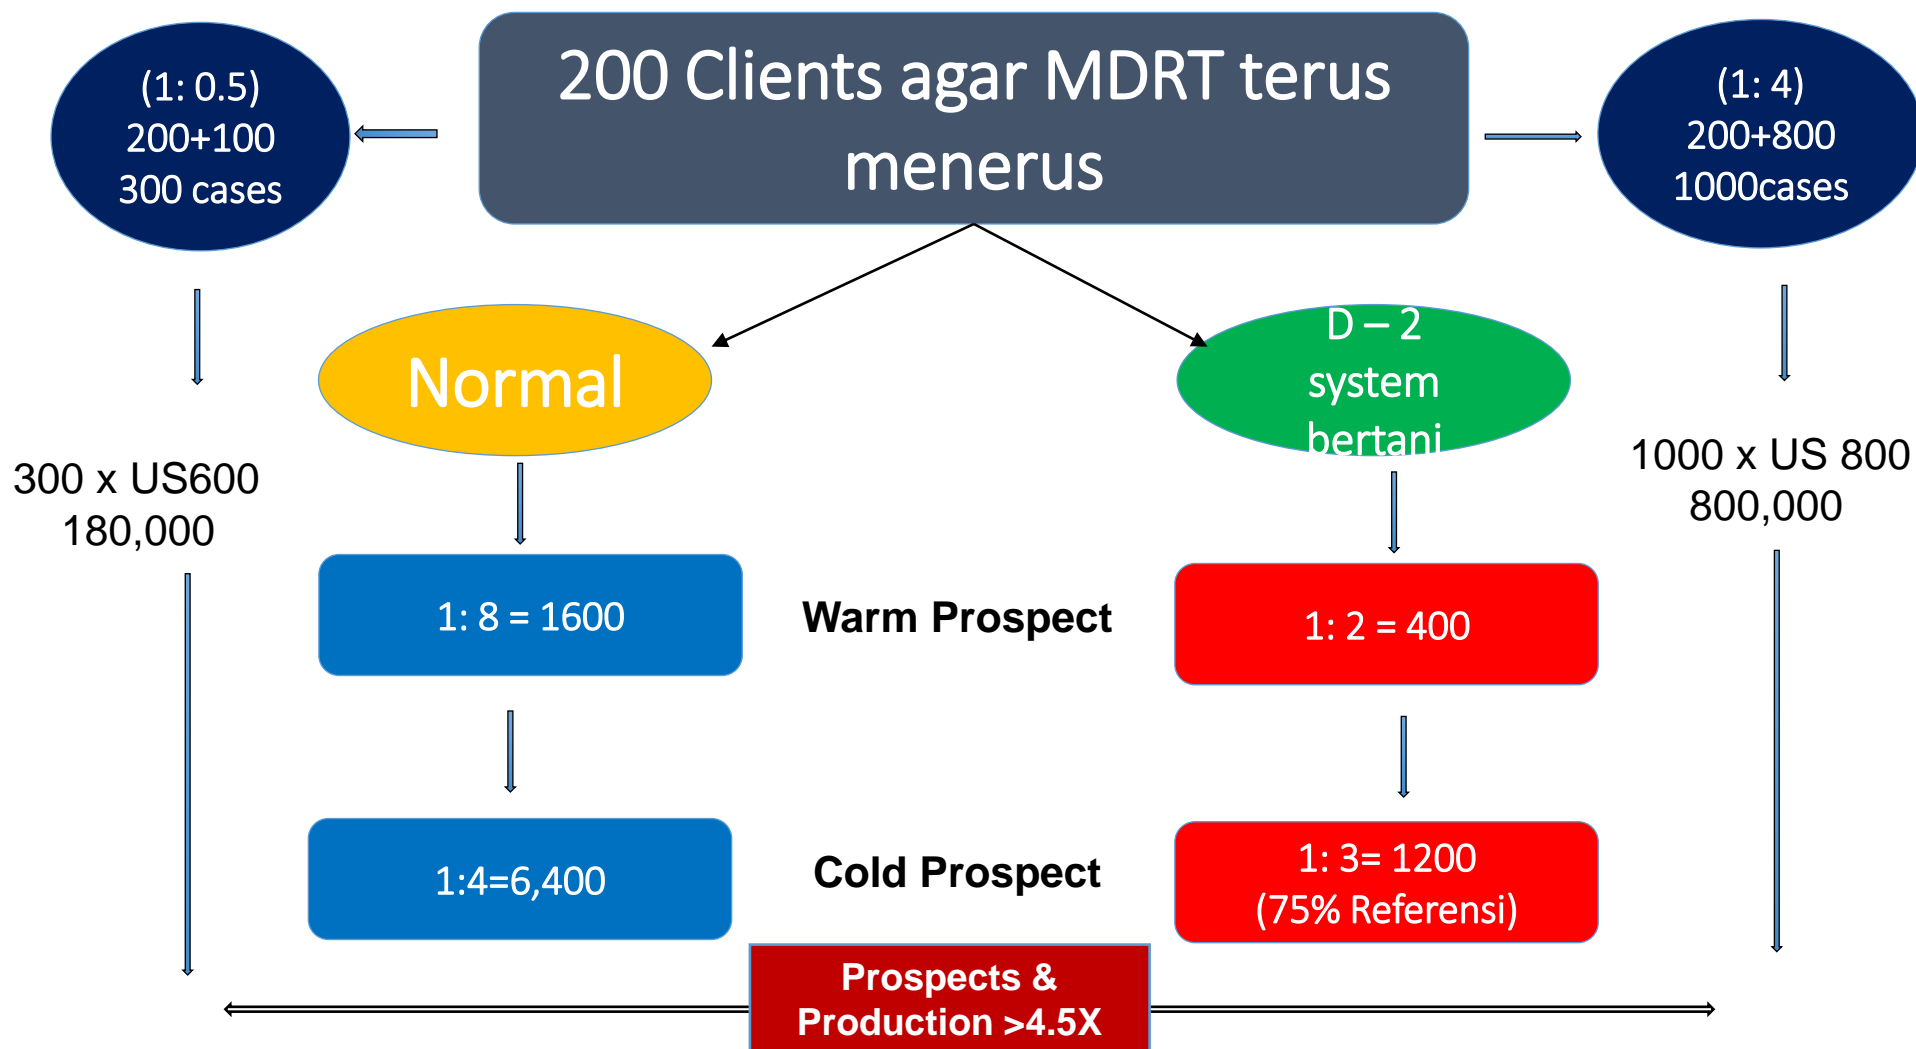 (1: 0.5)
200+100
300 cases
200 Clients agar MDRT terus
menerus
(1: 4)
200+800
1000cases
Normal
D – 2
system
bertani
300 x US600
180,000
1000 x US 800
800,000
1: 8 = 1600
Warm Prospect
1: 2 = 400
1:4=6,400
Cold Prospect
1: 3= 1200
(75% Referensi)
Prospects &
Production >4.5X